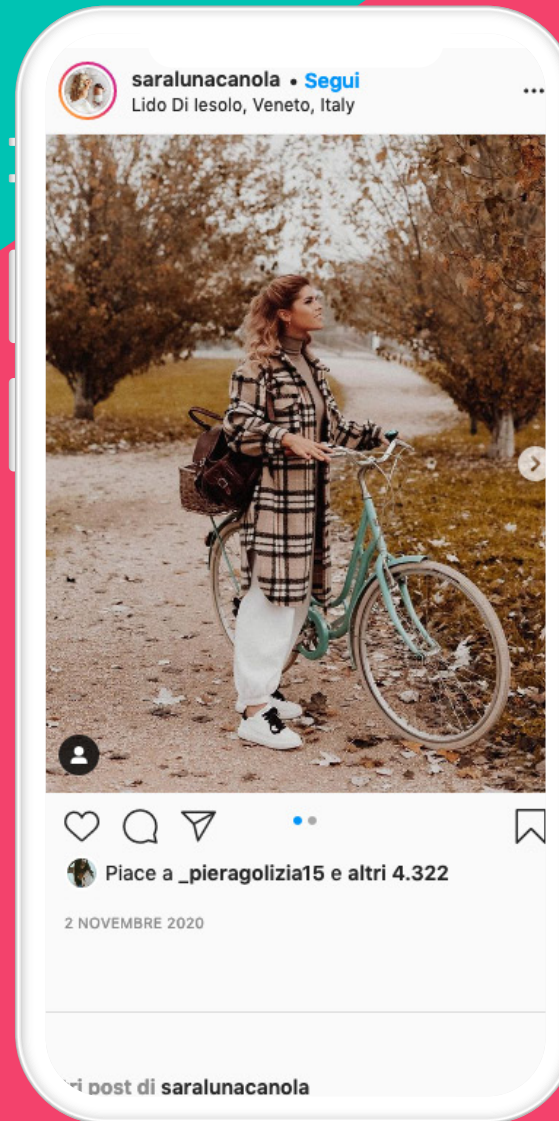 saralunacanola • Segui
Lido Di Iesolo, Veneto, Italy
Piace a _pieragolizia15 e altri 4.322
2 NOVEMBRE 2020
post di saralunacanola